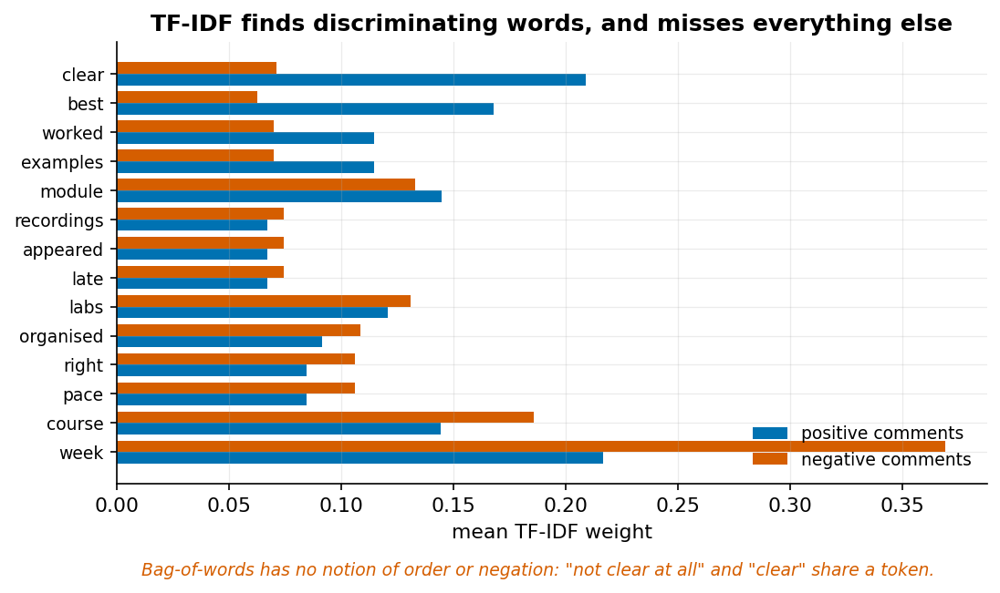 TF-IDF finds discriminating words, and misses everything else
clear
best
worked
examples
module
recordings
appeared
late
labs
organised
right
pace
course
week
positive comments
negative comments
0.00 0.05 0.10 0.15 0.20 0.25 0.30 0.35
mean TF-IDF weight
Bag-of-words has no notion of order or negation: "not clear at all" and "clear" share a token.